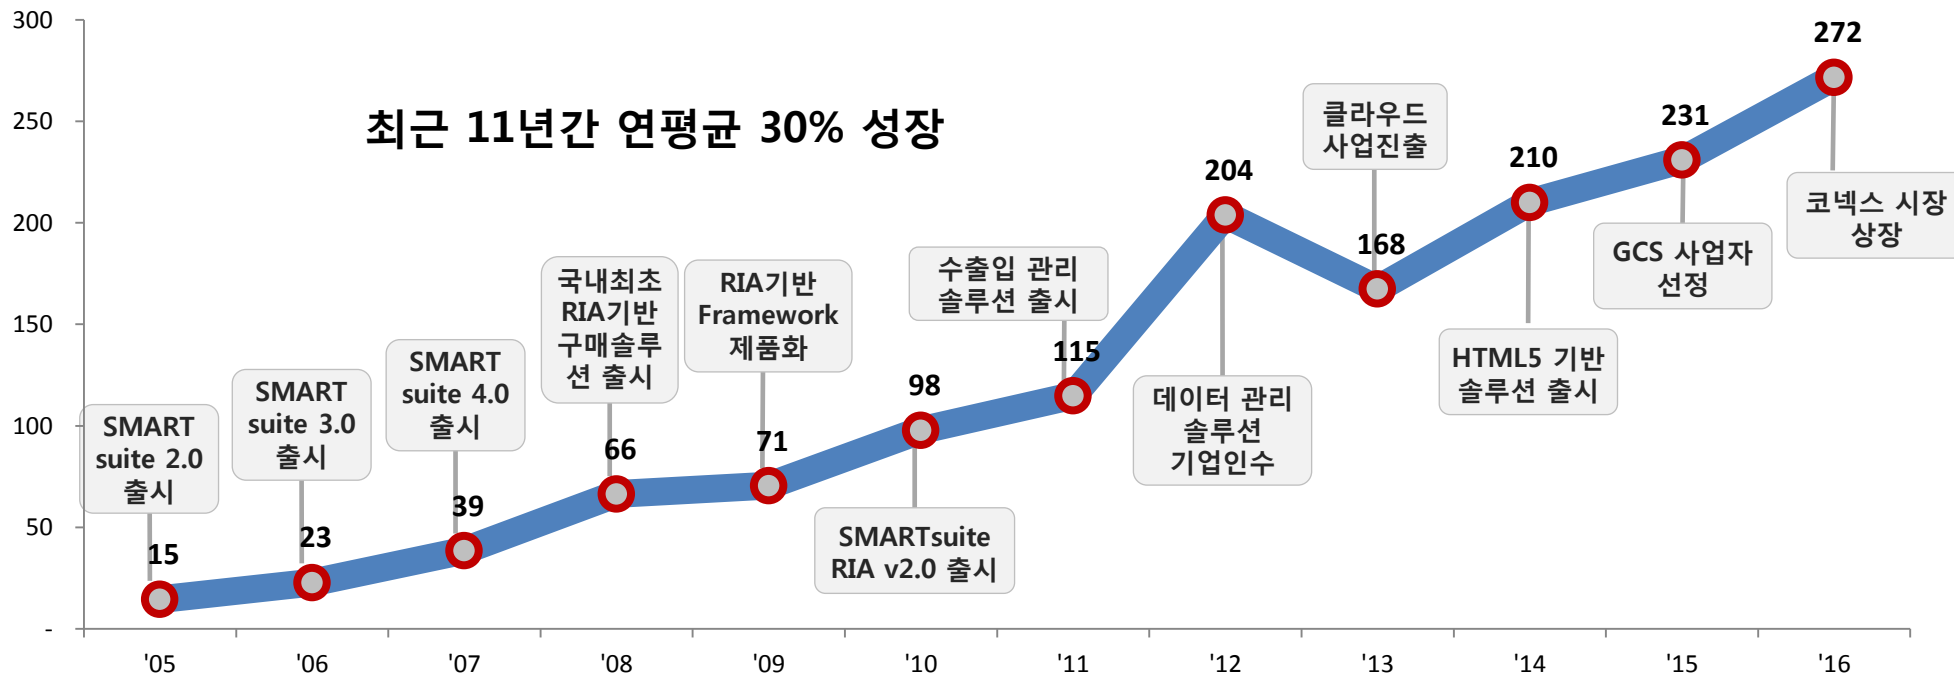 최근 11년간 연평균 30% 성장
300
250
200
150
100
50
-
'05
'06
'07
'08
'09
'10
'11
'12
'13
'14
'15
'16
15
23
39
66
71
98
115
204
168
210
231
272
SMART
suite 2.0
출시
SMART
suite 3.0
출시
SMART
suite 4.0
출시
국내최초
RIA기반
구매솔루
션 출시
RIA기반
Framework
제품화
SMARTsuite
RIA v2.0 출시
수출입 관리
솔루션 출시
데이터 관리
솔루션
기업인수
클라우드
사업진출
HTML5 기반
솔루션 출시
GCS 사업자
선정
코넥스 시장
상장